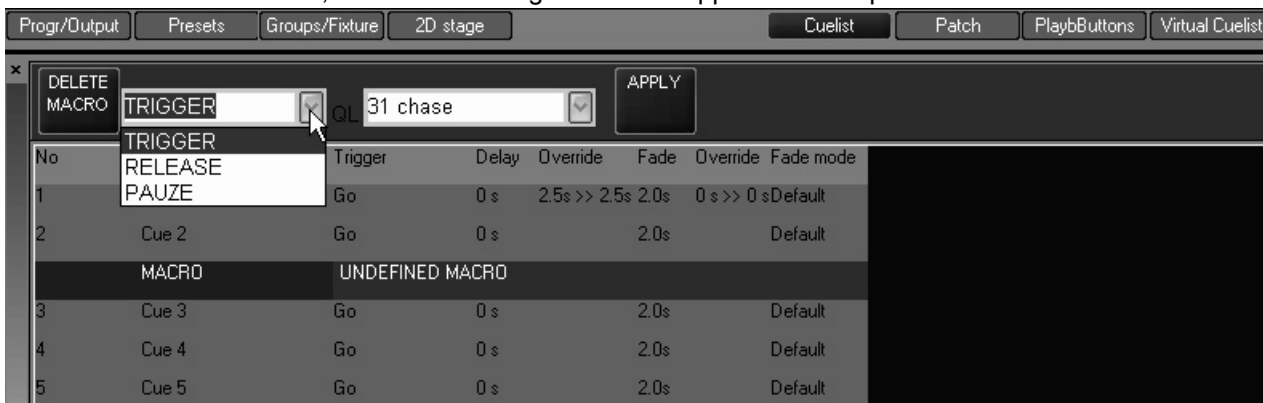 Progr/Output Presets Groups/Fixture 2D stage Cuelist Patch PlaybButtons Virtual Cuelist
x
DELETE MACRO TRIGGER QL 31 chase APPLY
TRIGGER
RELEASE
PAUZE
No Trigger Delay Override Fade Override Fade mode
1 Go 0 s 2.5s >> 2.5s 2.0s 0 s >> 0 s Default
2 Cue 2 Go 0 s 2.0s Default
MACRO UNDEFINED MACRO
3 Cue 3 Go 0 s 2.0s Default
4 Cue 4 Go 0 s 2.0s Default
5 Cue 5 Go 0 s 2.0s Default